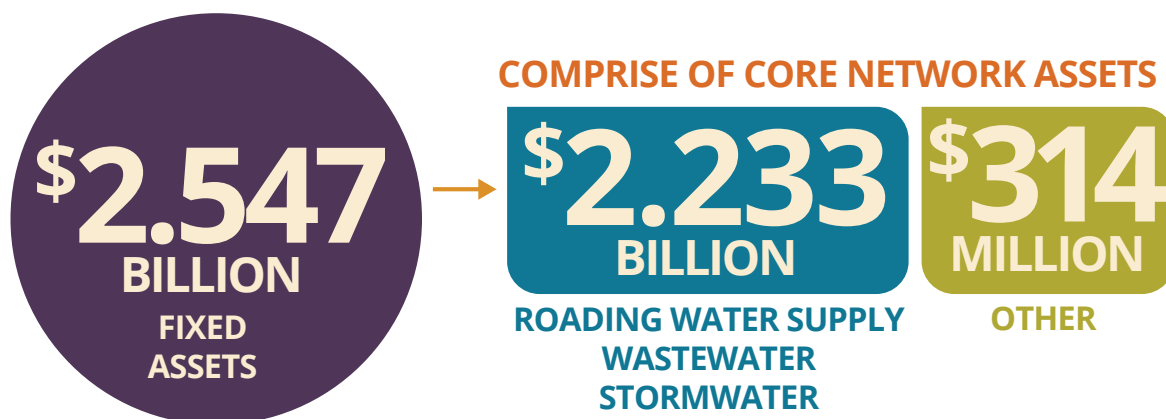 $2.547
BILLION
FIXED
ASSETS
COMPRISE OF CORE NETWORK ASSETS
$2.233
BILLION
ROADING WATER SUPPLY
WASTEWATER
STORMWATER
$314
MILLION
OTHER